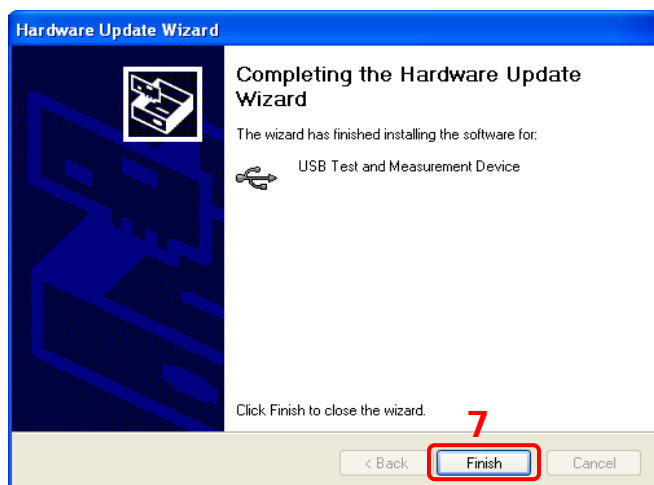 Hardware Update Wizard
Completing the Hardware Update
Wizard
The wizard has finished installing the software for:
USB Test and Measurement Device
Click Finish to close the wizard.
7
< Back
Finish
Cancel